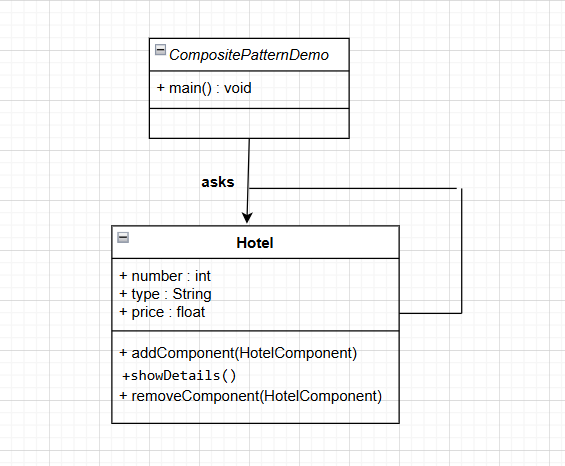 CompositePatternDemo
+ main() : void
asks
Hotel
+ number : int
+ type : String
+ price : float
+ addComponent(HotelComponent)
+showDetails()
+ removeComponent(HotelComponent)